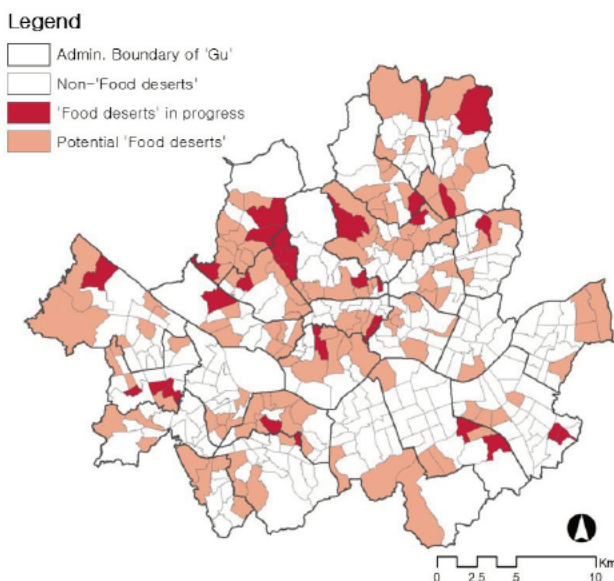 Legend
Admin. Boundary of 'Gu'
Non-'Food deserts'
'Food deserts' in progress
Potential 'Food deserts'
Km
0 2.5 5 10